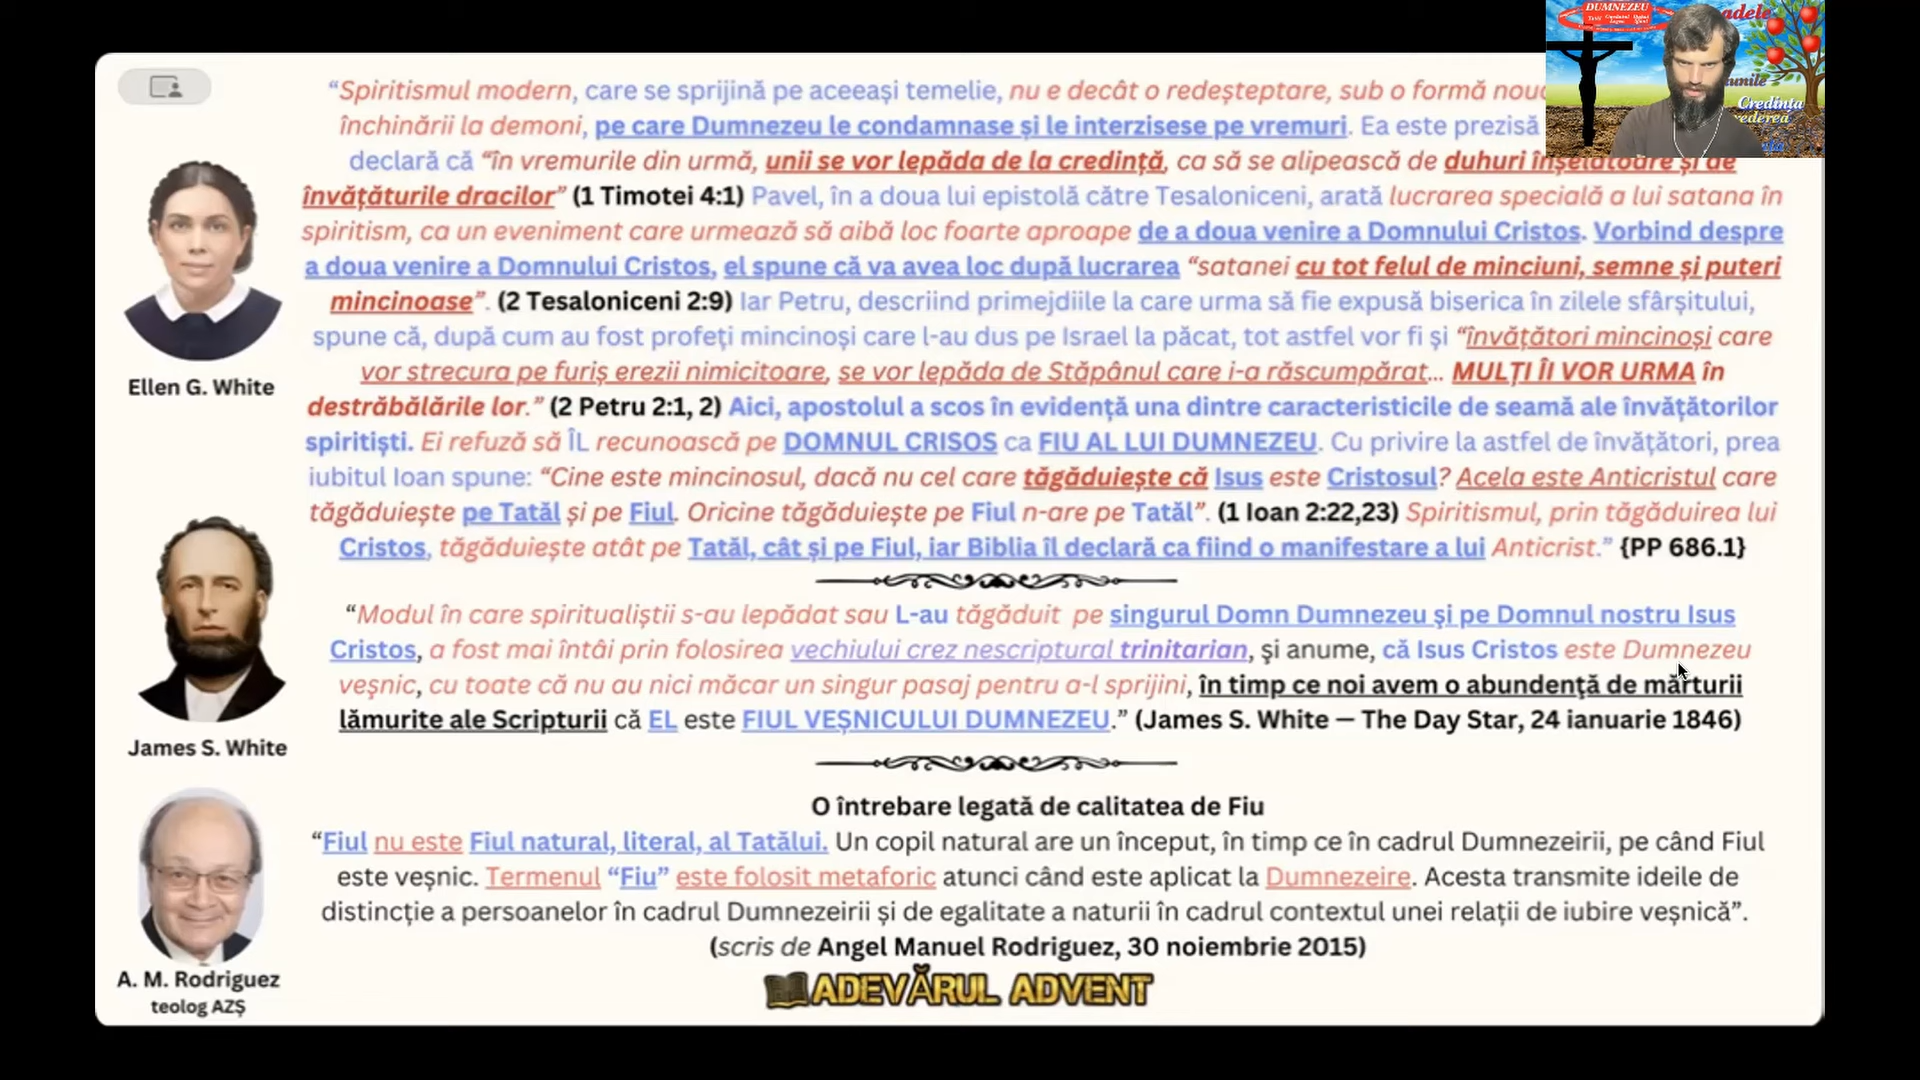 “Spiritismul modern, care se sprijină pe aceeași temelie, nu e decât o redeșteptare, sub o formă nouă
închinării la demoni, pe care Dumnezeu le condamnase și le interzisese pe vremuri. Ea este prezisă
declară că “în vremurile din urmă, unii se vor lepăda de la credință, ca să se alipească de duhuri înșelătoare și de
învățăturile dracilor” (1 Timotei 4:1) Pavel, în a doua lui epistolă către Tesaloniceni, arată lucrarea specială a lui satana în
spiritism, ca un eveniment care urmează să aibă loc foarte aproape de a doua venire a Domnului Cristos. Vorbind despre
a doua venire a Domnului Cristos, el spune că va avea loc după lucrarea “satanei cu tot felul de minciuni, semne și puteri
mincinoase”. (2 Tesaloniceni 2:9) Iar Petru, descriind primejdiile la care urma să fie expusă biserica în zilele sfârșitului,
spune că, după cum au fost profeți mincinoși care l-au dus pe Israel la păcat, tot astfel vor fi și “învățători mincinoși care
vor strecura pe furiș erezii nimicitoare, se vor lepăda de Stăpânul care i-a răscumpărat... MULȚI ÎI VOR URMA în
destrăbălările lor.” (2 Petru 2:1, 2) Aici, apostolul a scos în evidență una dintre caracteristicile de seamă ale învățătorilor
spiritiști. Ei refuză să ÎL recunoască pe DOMNUL CRISOS ca FIU AL LUI DUMNEZEU. Cu privire la astfel de învățători, prea
iubitul Ioan spune: “Cine este mincinosul, dacă nu cel care tăgăduiește că Isus este Cristosul? Acela este Anticristul care
tăgăduiește pe Tatăl și pe Fiul. Oricine tăgăduiește pe Fiul n-are pe Tatăl”. (1 Ioan 2:22,23) Spiritismul, prin tăgăduirea lui
Cristos, tăgăduiește atât pe Tatăl, cât și pe Fiul, iar Biblia îl declară ca fiind o manifestare a lui Anticrist.” {PP 686.1}
Ellen G. White
“Modul în care spiritualiștii s-au lepădat sau L-au tăgăduit pe singurul Domn Dumnezeu şi pe Domnul nostru Isus
Cristos, a fost mai întâi prin folosirea vechiului crez nescriptural trinitarian, şi anume, că Isus Cristos este Dumnezeu
veşnic, cu toate că nu au nici măcar un singur pasaj pentru a-l sprijini, în timp ce noi avem o abundenţă de mărturii
lămurite ale Scripturii că EL este FIUL VEȘNICULUI DUMNEZEU.” (James S. White — The Day Star, 24 ianuarie 1846)
James S. White
O întrebare legată de calitatea de Fiu
“Fiul nu este Fiul natural, literal, al Tatălui. Un copil natural are un început, în timp ce în cadrul Dumnezeirii, pe când Fiul
este veșnic. Termenul “Fiu” este folosit metaforic atunci când este aplicat la Dumnezeire. Acesta transmite ideile de
distincție a persoanelor în cadrul Dumnezeirii și de egalitate a naturii în cadrul contextul unei relații de iubire veșnică”.
(scris de Angel Manuel Rodriguez, 30 noiembrie 2015)
A. M. Rodriguez
teolog AZȘ
ADEVĂRUL ADVENT
DUMNEZEU
Credința